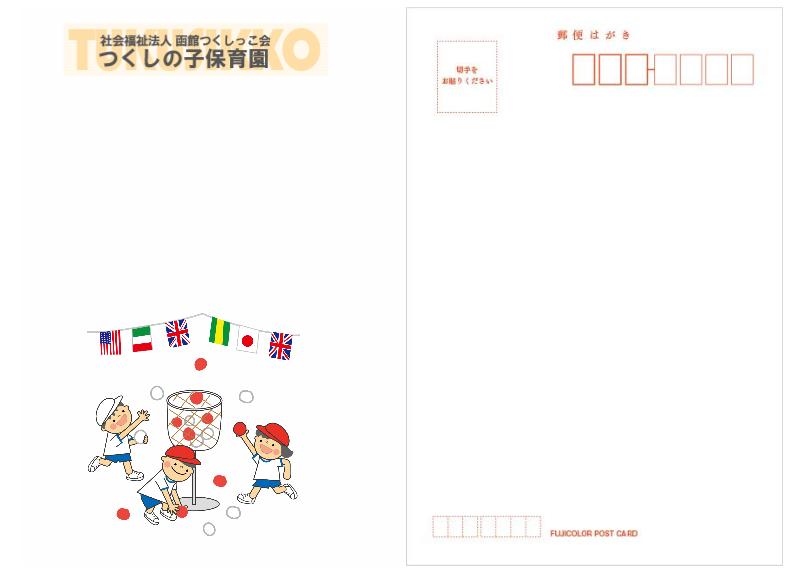 TUKUSIKKO
社会福祉法人 函館つくしっこ会
つくしの子保育園
郵便はがき
切手を
お貼りください
FUJICOLOR POST CARD